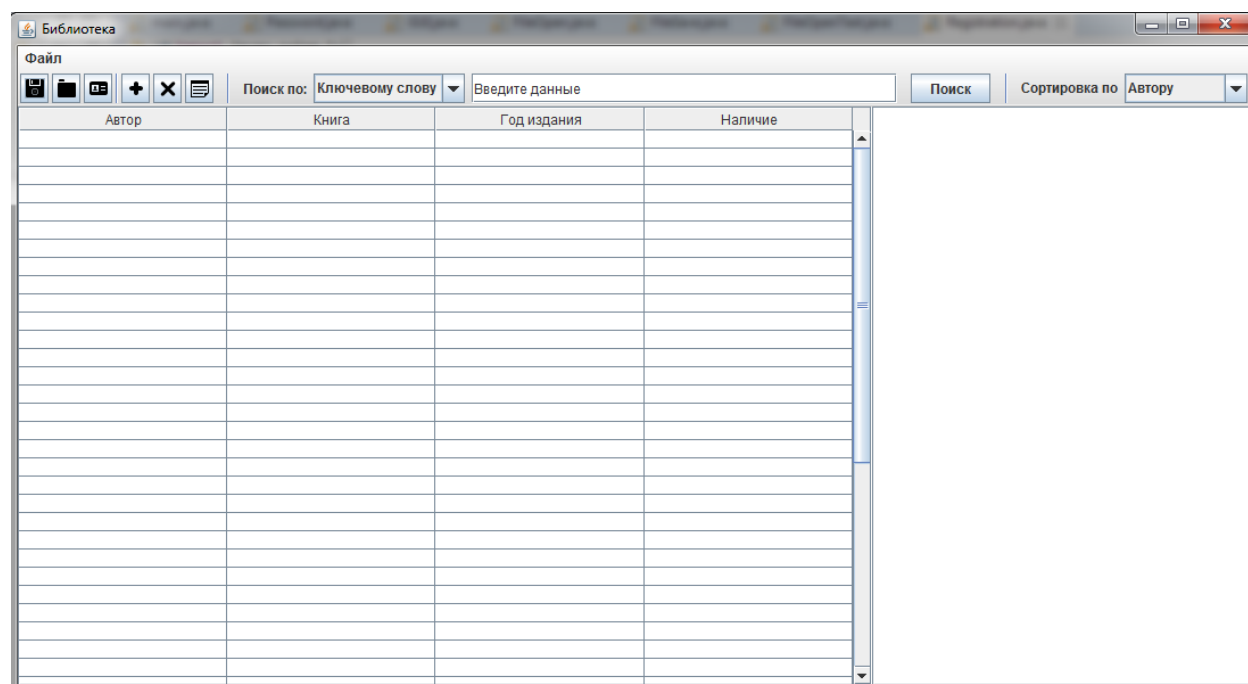 Библиотека
Файл
Поиск по: Ключевому слову Введите данные Поиск Сортировка по Автору
Автор Книга Год издания Наличие